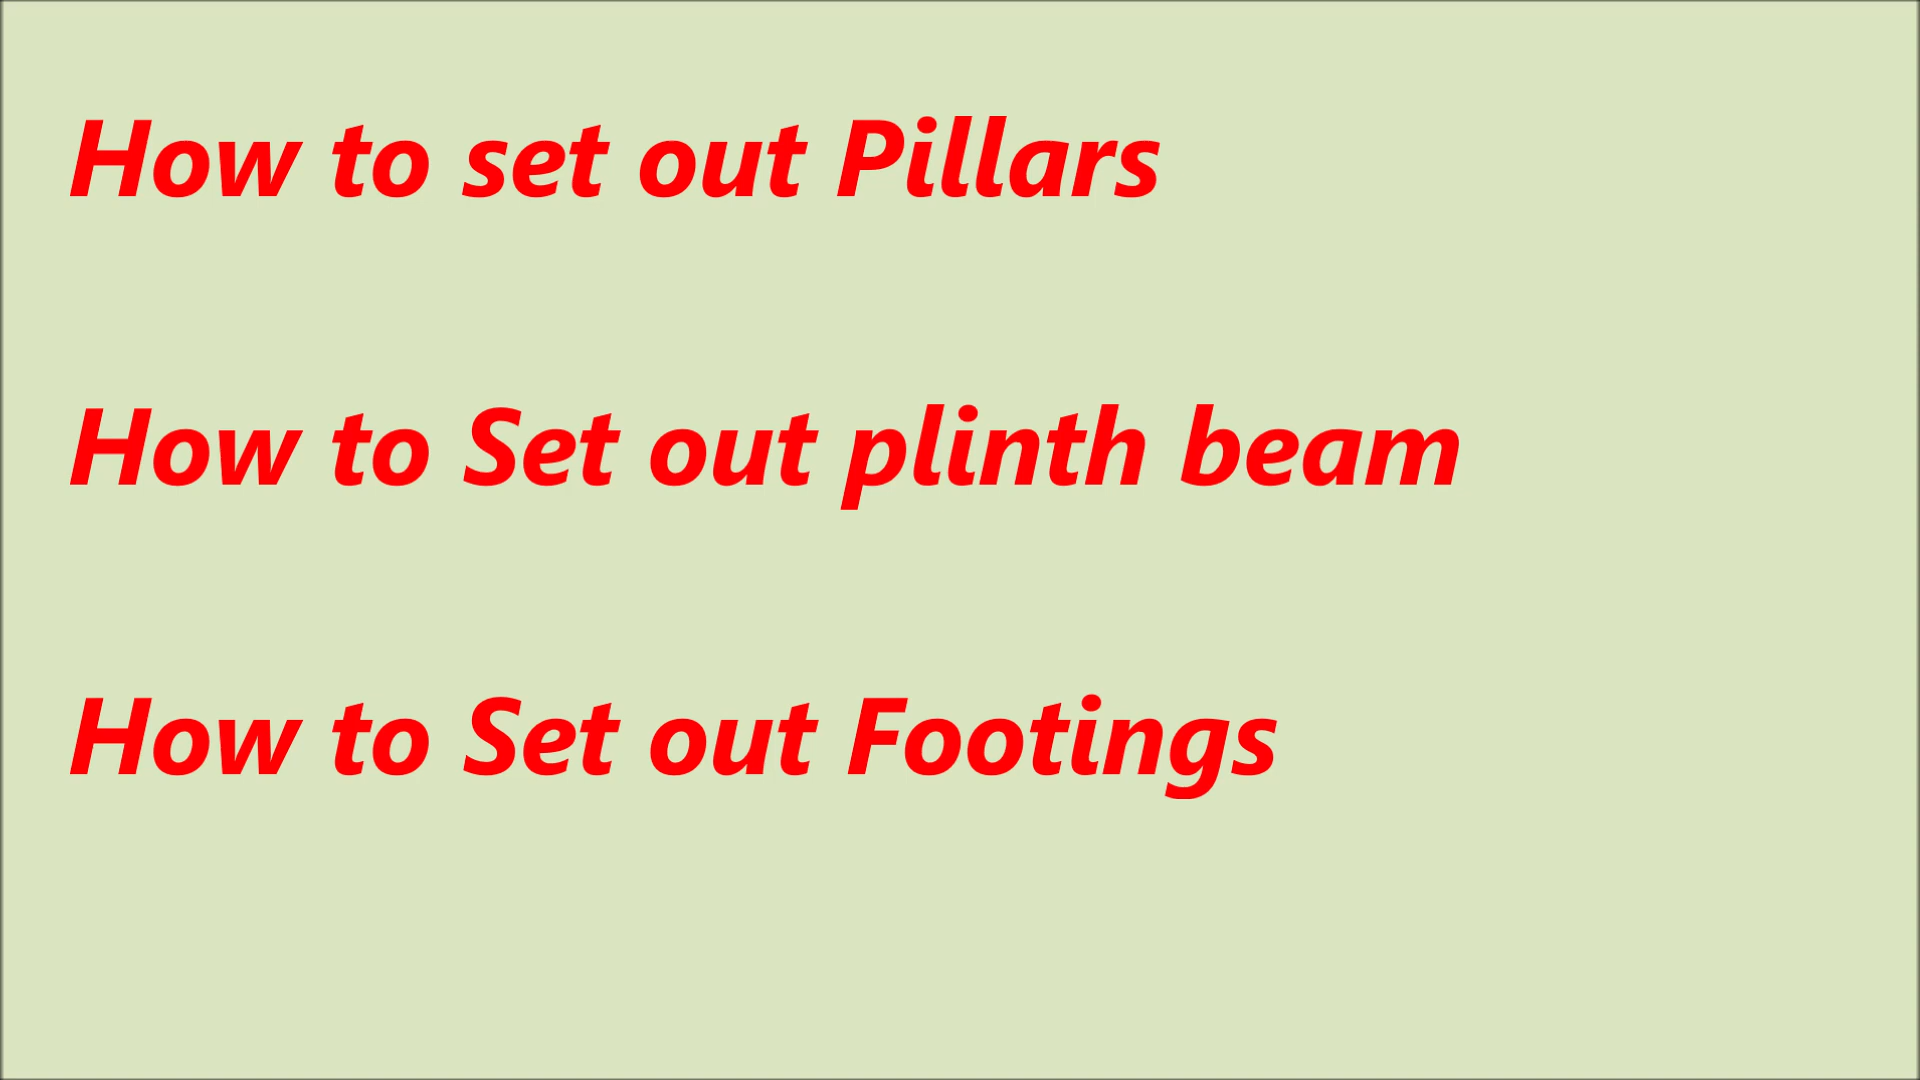 How to set out Pillars
How to Set out plinth beam
How to Set out Footings